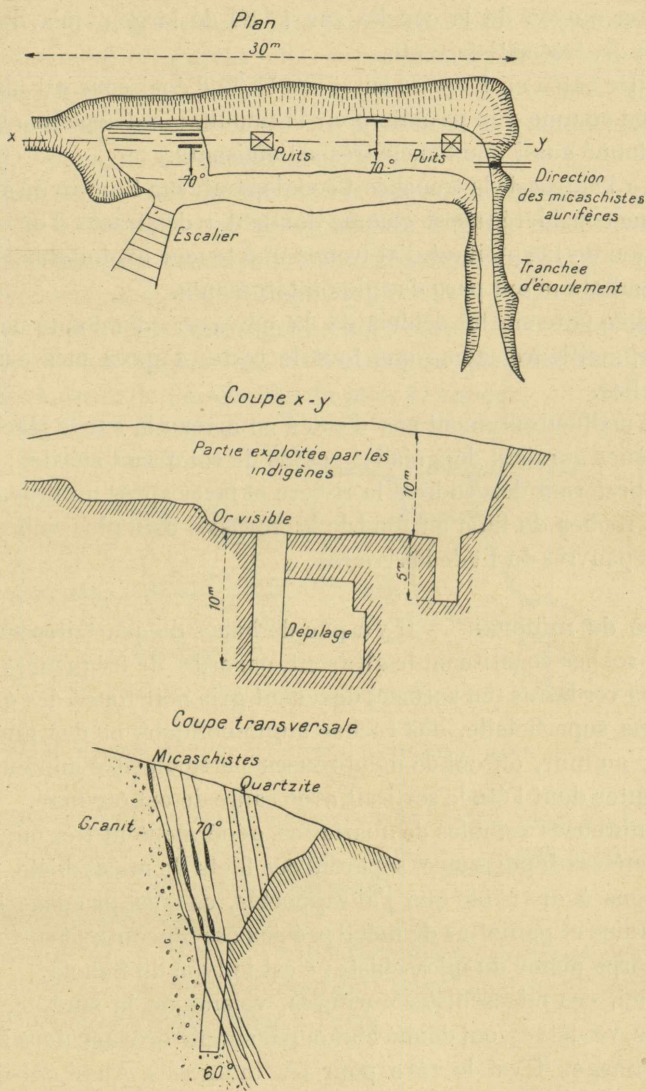 Plan
30m
x
y
Puits
Puits
70°
70°
Direction
des micaschistes
aurifères
Escalier
Tranchée
d'écoulement
Coupe x-y
Partie exploitée par les
indigènes
10m
Or visible
10m
5m
Dépilage
Coupe transversale
Micaschistes
Quartzite
Granit
70°
60°